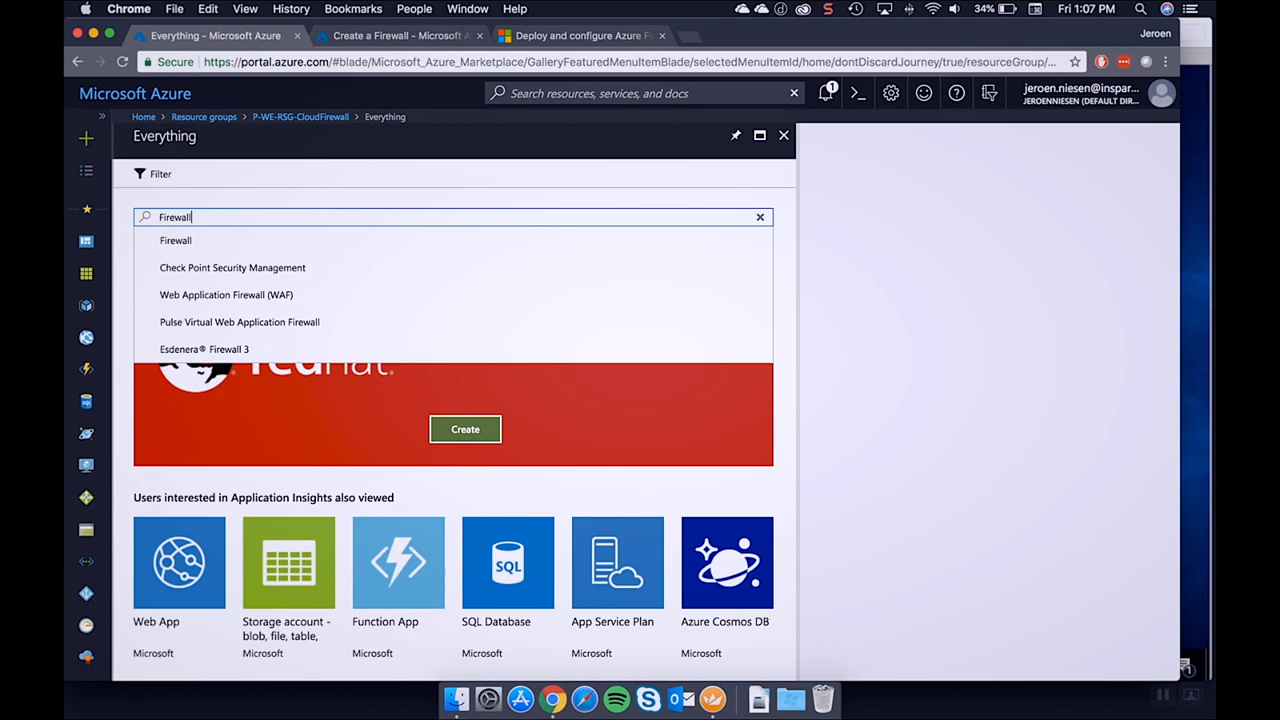 Chrome File Edit View History Bookmarks People Window Help 34% Fri 1:07 PM
Everything - Microsoft Azure Create a Firewall - Microsoft A Deploy and configure Azure Fi Jeroen
Secure https://portal.azure.com/#blade/Microsoft_Azure_Marketplace/GalleryFeaturedMenuItemBlade/selectedMenuItemId/home/dontDiscardJourney/true/resourceGroup/...
Microsoft Azure Search resources, services, and docs 1 jeroen.niesen@inspar...
JEROENNIESEN (DEFAULT DIR...
Home > Resource groups > P-WE-RSG-CloudFirewall > Everything
Everything
Filter
Firewall
Firewall
Check Point Security Management
Web Application Firewall (WAF)
Pulse Virtual Web Application Firewall
Esdenera® Firewall 3
redhat.
Create
Users interested in Application Insights also viewed
SQL
Web App Storage account - blob, file, table, Function App SQL Database App Service Plan Azure Cosmos DB
Microsoft Microsoft Microsoft Microsoft Microsoft Microsoft